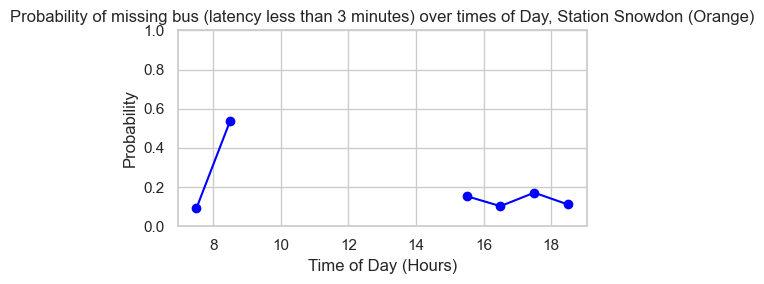 Probability of missing bus (latency less than 3 minutes) over times of Day, Station Snowdon (Orange)
1.0
0.8
0.6
0.4
0.2
0.0
Probability
8 10 12 14 16 18
Time of Day (Hours)